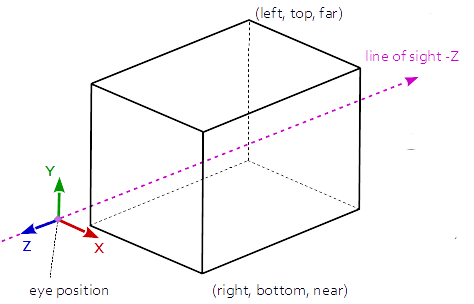 (left, top, far)
line of sight -Z
Y
Z
X
eye position
(right, bottom, near)